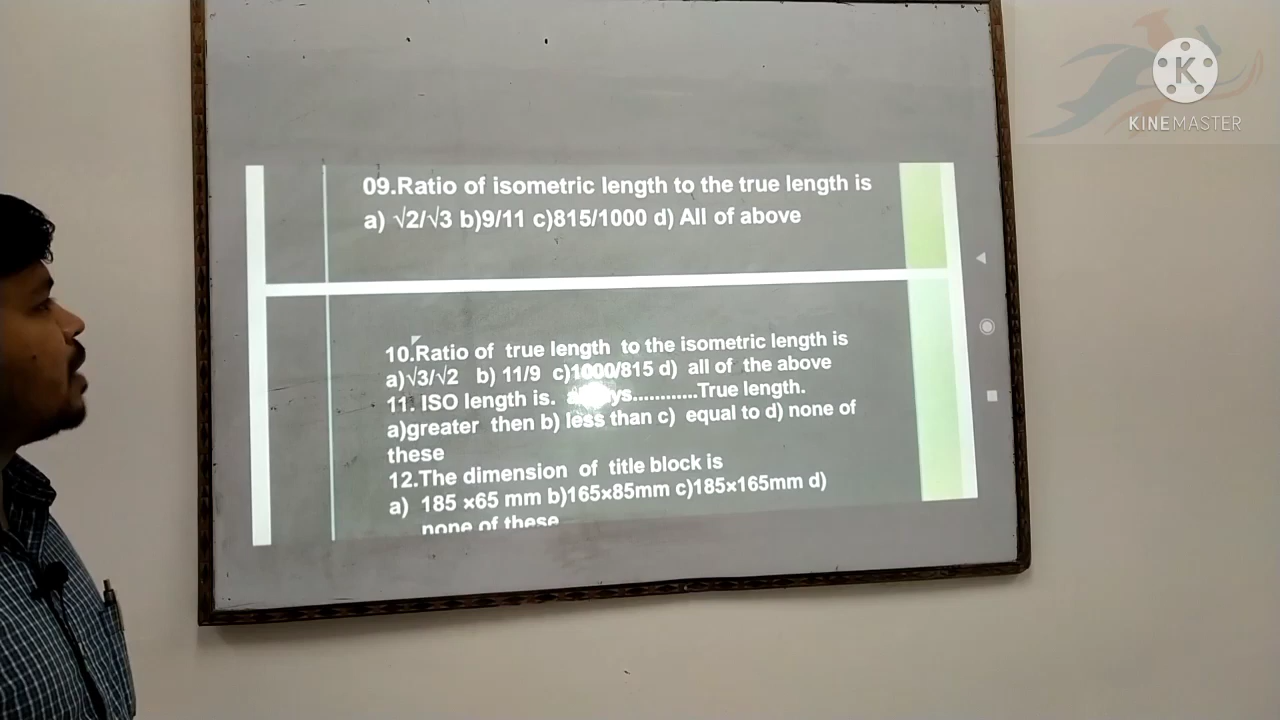 KINEMASTER
09.Ratio of isometric length to the true length is
a) √2/√3 b)9/11 c)815/1000 d) All of above
10.Ratio of true length to the isometric length is
a)√3/√2 b) 11/9 c)1000/815 d) all of the above
11. ISO length is. ............True length.
a)greater then b) less than c) equal to d) none of
these
12.The dimension of title block is
a) 185 ×65 mm b)165×85mm c)185×165mm d)
none of these